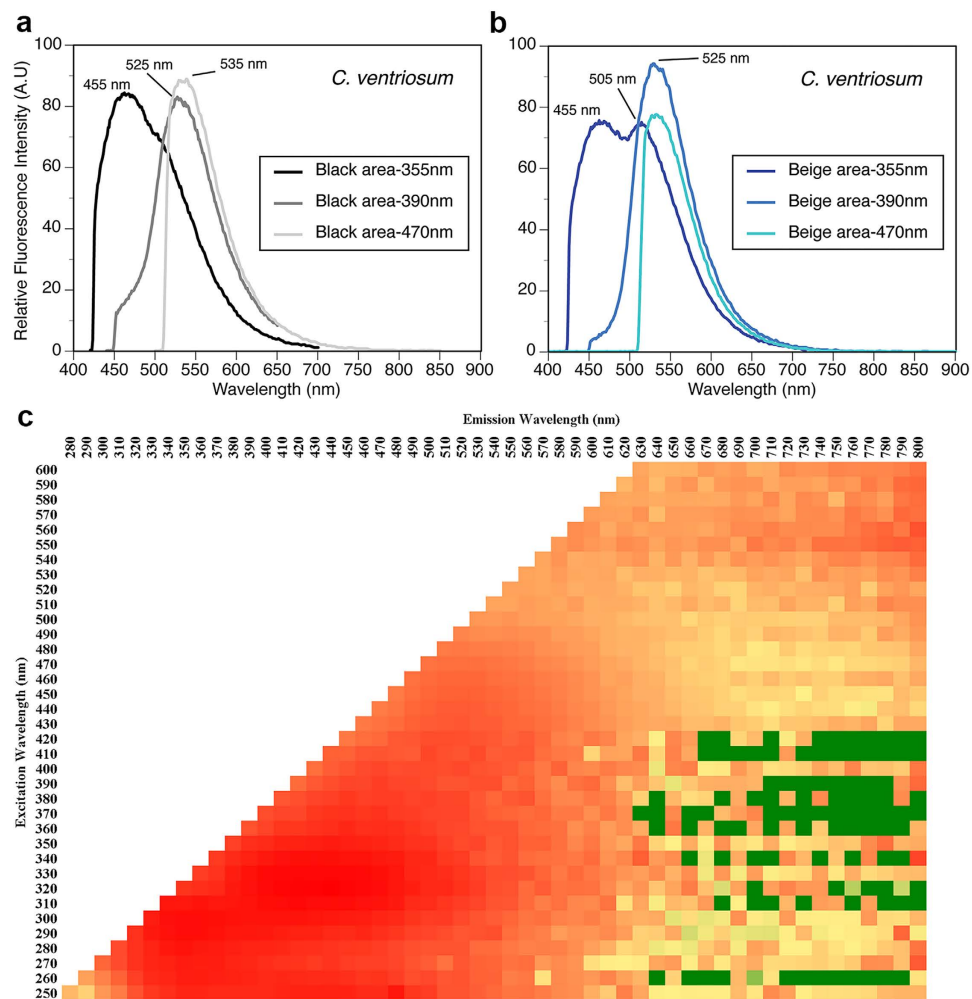 a
b
Relative Fluorescence Intensity (A.U)
100
80
60
40
20
0
455 nm
525 nm
535 nm
C. ventriosum
Black area-355nm
Black area-390nm
Black area-470nm
400 450 500 550 600 650 700 800 900
Wavelength (nm)
100
80
60
40
20
0
455 nm
505 nm
525 nm
C. ventriosum
Beige area-355nm
Beige area-390nm
Beige area-470nm
400 450 500 550 600 650 700 800 900
Wavelength (nm)
c
Emission Wavelength (nm)
280 290 300 310 320 330 340 350 360 370 380 390 400 410 420 430 440 450 460 470 480 490 500 510 520 530 540 550 560 570 580 590 600 610 620 630 640 650 660 670 680 690 700 710 720 730 740 750 760 770 780 790 800
Excitation Wavelength (nm)
600
590
580
570
560
550
540
530
520
510
500
490
480
470
460
450
440
430
420
410
400
390
380
370
360
350
340
330
320
310
300
290
280
270
260
250